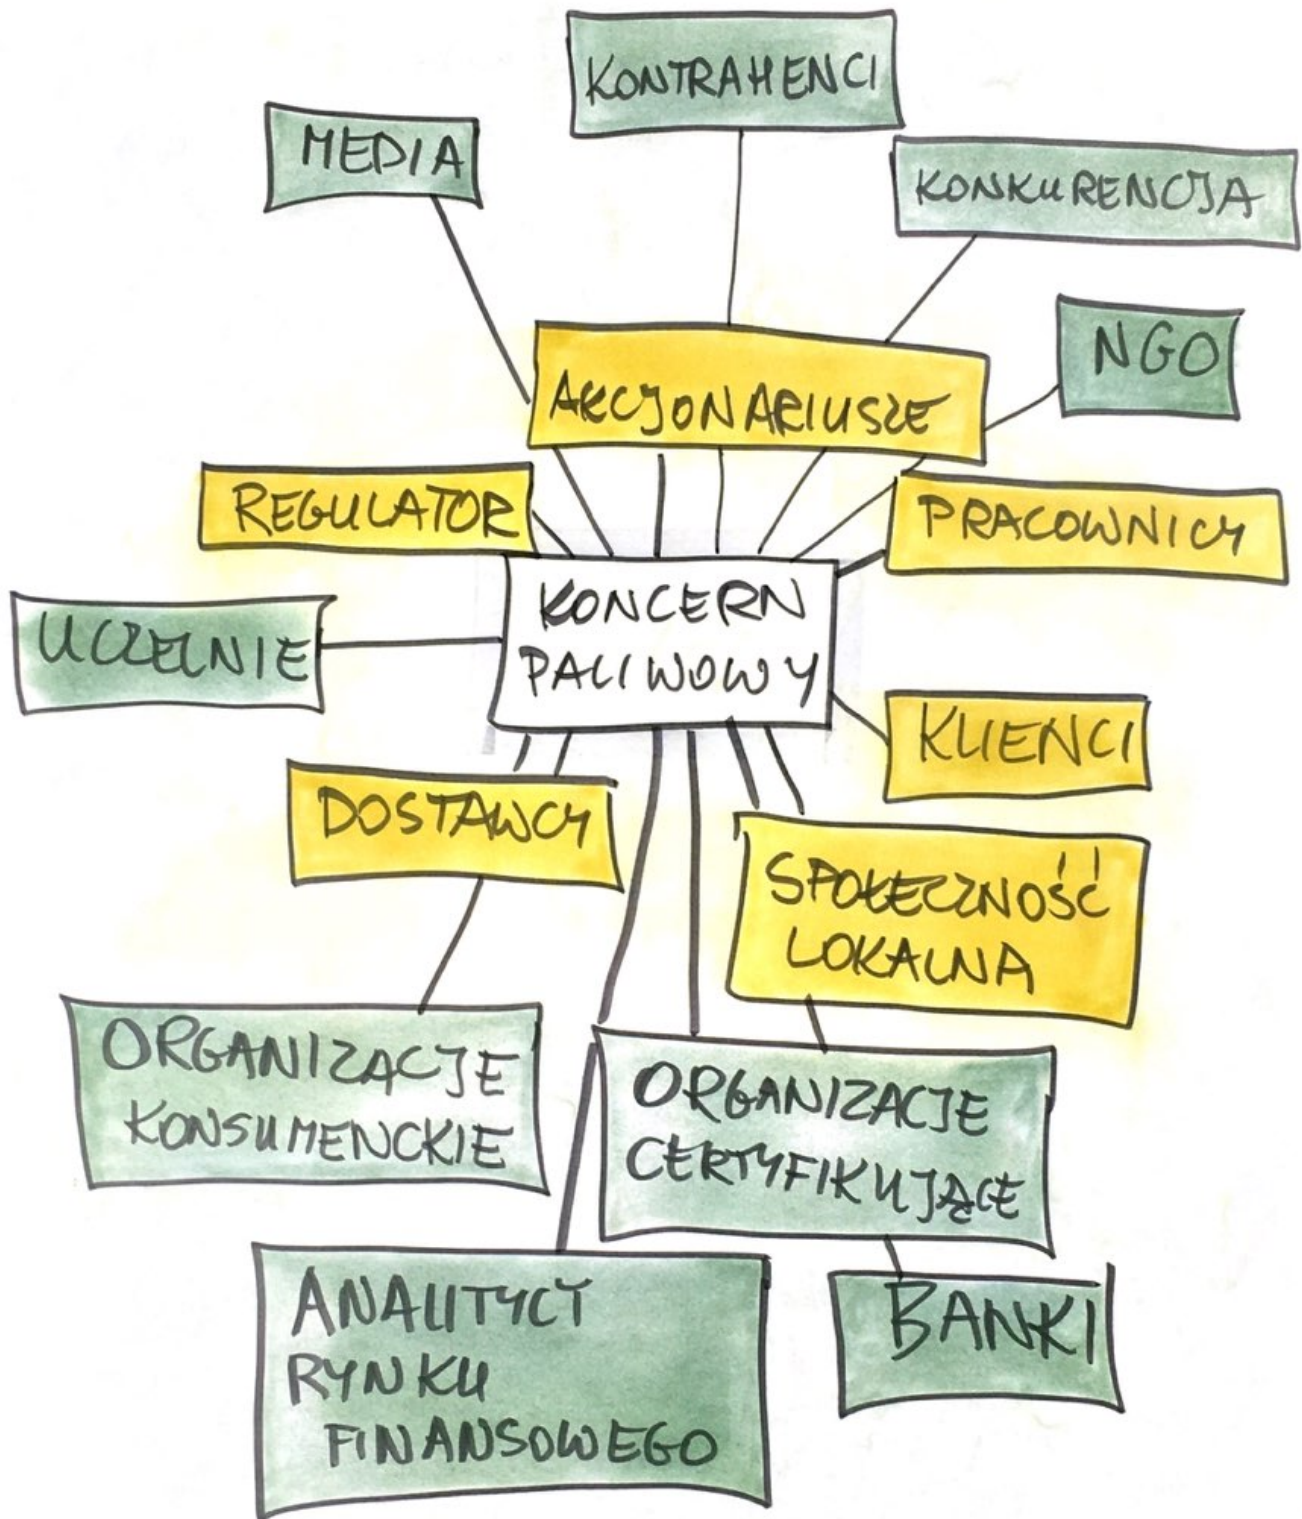 KONTRAHENCI
MEDIA
KONKURENCJA
NGO
AKCJONARIUSZE
REGULATOR
PRACOWNICY
KONCERN
PALIWOWY
UCZELNIE
KLIENCI
DOSTAWCY
SPOŁECZNOŚĆ
LOKALNA
ORGANIZACJE
KONSUMENCKIE
ORGANIZACJE
CERTYFIKUJĄCE
ANALITYCY
RYNKU
FINANSOWEGO
BANKI